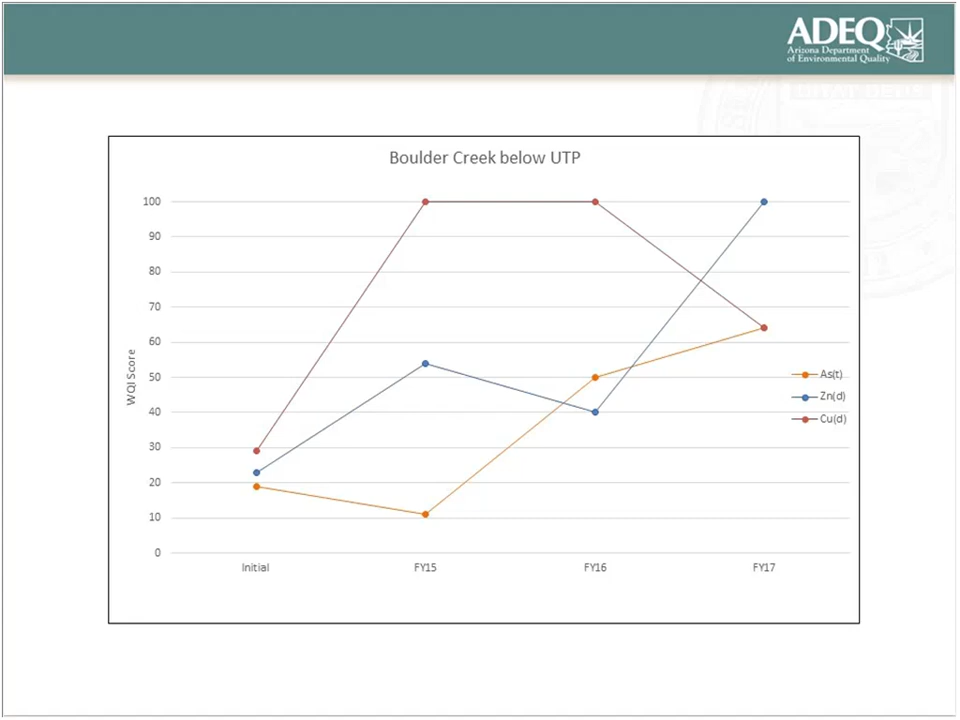 ADEQ
Arizona Department
of Environmental Quality
Boulder Creek below UTP
100
90
80
70
60
50
40
30
20
10
0
WQI Score
Initial
FY15
FY16
FY17
As(t)
Zn(d)
Cu(d)